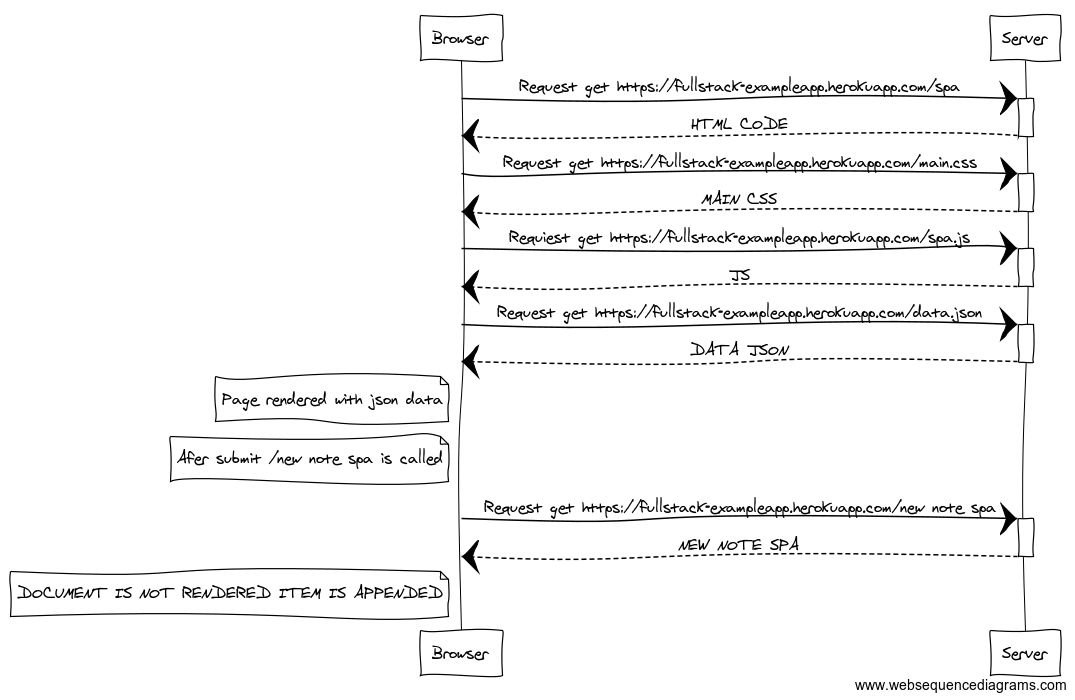 Browser
Server
Request get https://fullstack-exampleapp.herokuapp.com/spa
HTML CODE
Request get https://fullstack-exampleapp.herokuapp.com/main.css
MAIN CSS
Requiest get https://fullstack-exampleapp.herokuapp.com/spa.js
JS
Request get https://fullstack-exampleapp.herokuapp.com/data.json
DATA JSON
Page rendered with json data
Afer submit /new note spa is called
Request get https://fullstack-exampleapp.herokuapp.com/new note spa
NEW NOTE SPA
DOCUMENT IS NOT RENDERED ITEM IS APPENDED
Browser
Server
www.websequencediagrams.com